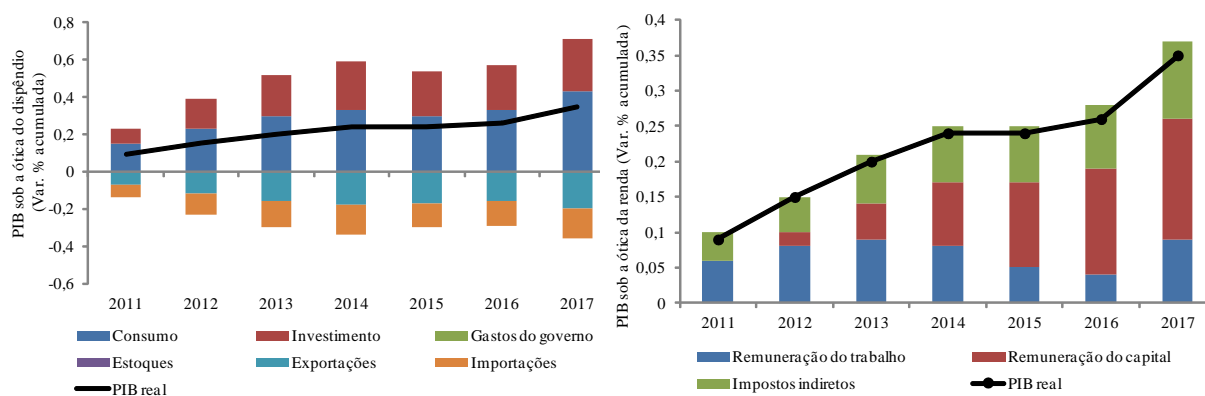 PIB sob a ótica do dispêndio
(Var. % acumulada)
0,8
0,6
0,4
0,2
0
-0,2
-0,4
-0,6
2011 2012 2013 2014 2015 2016 2017
Consumo Investimento Gastos do governo
Estoques Exportações Importações
PIB real
PIB sob a ótica da renda (Var. % acumulada)
0,4
0,35
0,3
0,25
0,2
0,15
0,1
0,05
0
2011 2012 2013 2014 2015 2016 2017
Remuneração do trabalho Remuneração do capital
Impostos indiretos PIB real